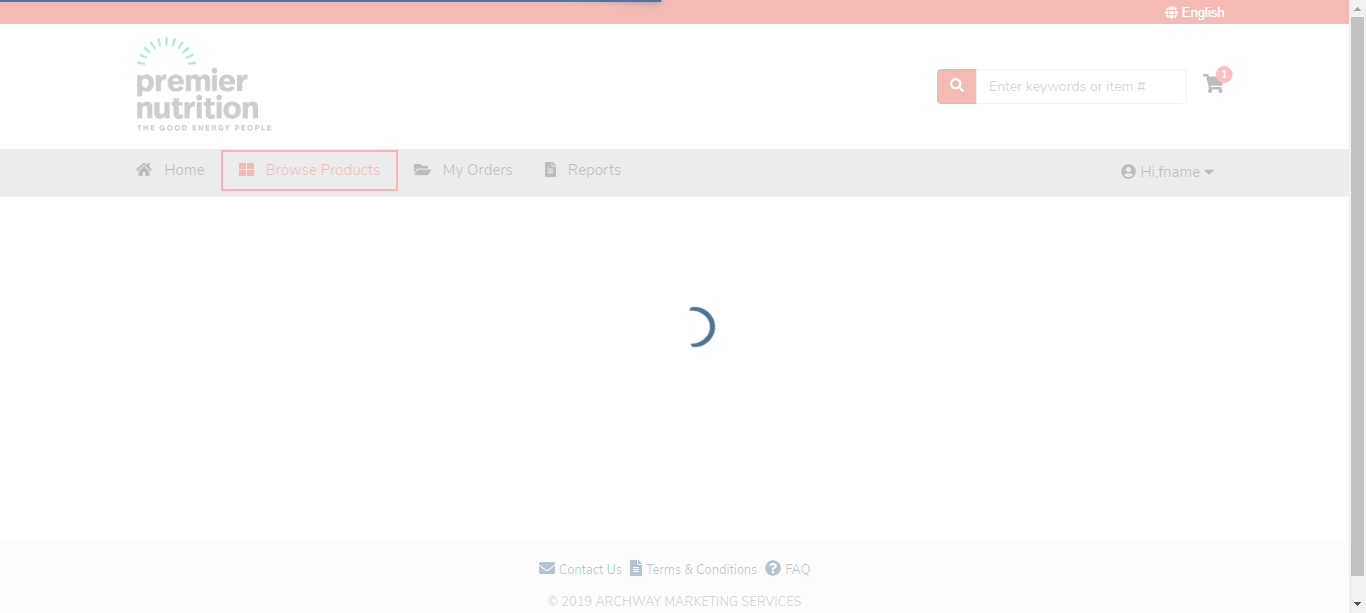 English
premier
nutrition
THE GOOD ENERGY PEOPLE
Enter keywords or item #
1
Home Browse Products My Orders Reports Hi,fname
Contact Us Terms & Conditions FAQ
© 2019 ARCHWAY MARKETING SERVICES